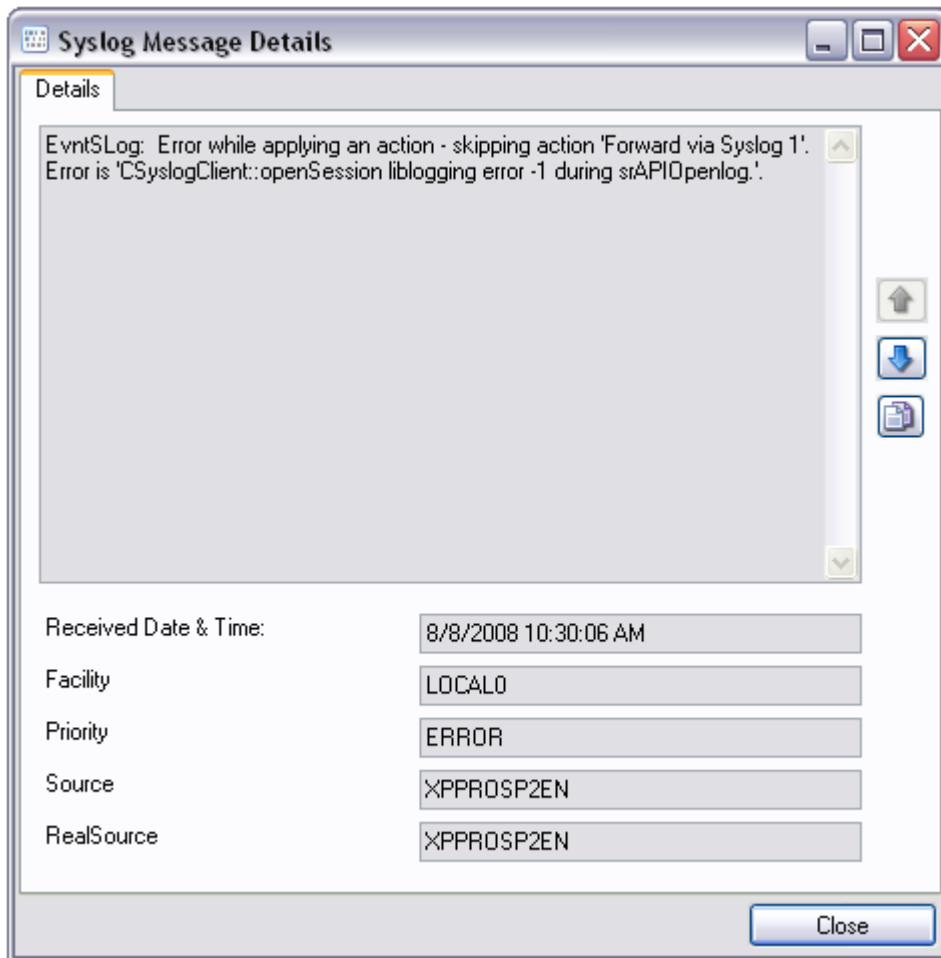 Syslog Message Details
Details
EvntSLog:  Error while applying an action - skipping action 'Forward via Syslog 1'.
Error is 'CSyslogClient::openSession liblogging error -1 during srAPIOpenlog.'.
Received Date & Time:
8/8/2008 10:30:06 AM
Facility
LOCAL0
Priority
ERROR
Source
XPPROSP2EN
RealSource
XPPROSP2EN
Close